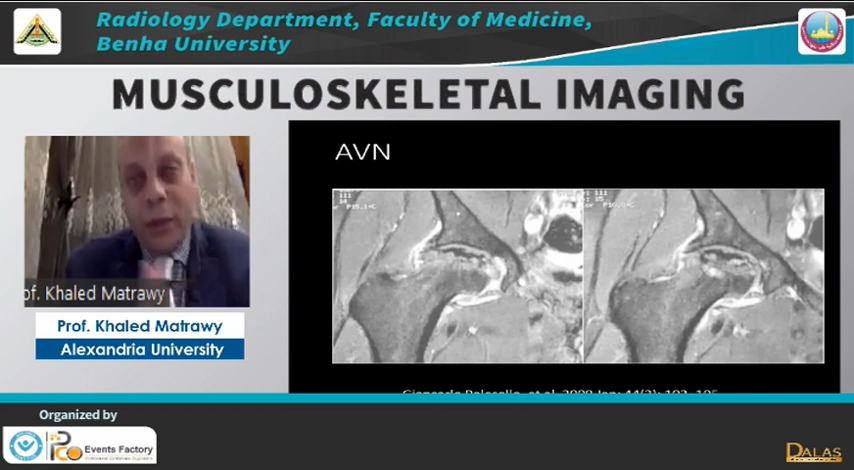 Radiology Department, Faculty of Medicine,
Benha University
MUSCULOSKELETAL IMAGING
AVN
of. Khaled Matrawy
Prof. Khaled Matrawy
Alexandria University
Organized by
Events Factory
DALAS